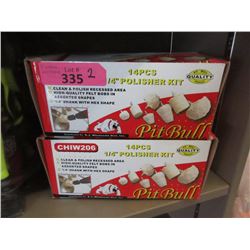 Lot #
335 2
14PCS
1/4" POLISHER KIT
QUALITY
CLEAN & POLISH RECESSED AREA
HIGH-QUALITY FELT BOBS IN
ASSORTED SHAPES
1/4" SHANK WITH HEX SHAPE
PitBull
CHIW206
14PCS
1/4" POLISHER KIT
QUALITY
CLEAN & POLISH RECESSED AREA
HIGH-QUALITY FELT BOBS IN
ASSORTED SHAPES
1/4" SHANK WITH HEX SHAPE
PitBull